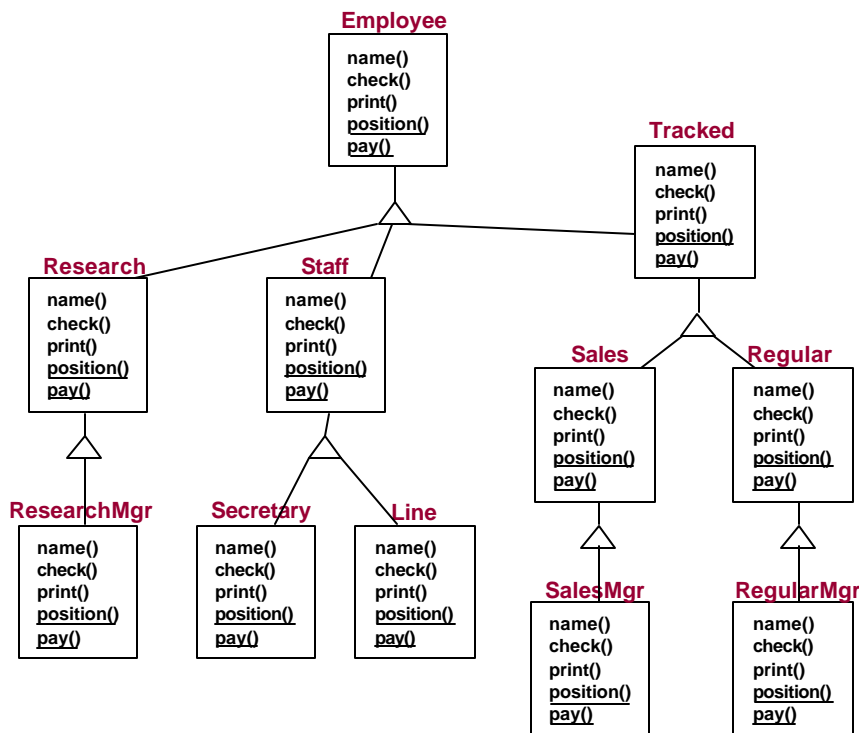 Employee
name()
check()
print()
position()
pay()
Tracked
name()
check()
print()
position()
pay()
Research
name()
check()
print()
position()
pay()
Staff
name()
check()
print()
position()
pay()
Sales
name()
check()
print()
position()
pay()
Regular
name()
check()
print()
position()
pay()
ResearchMgr
name()
check()
print()
position()
pay()
Secretary
name()
check()
print()
position()
pay()
Line
name()
check()
print()
position()
pay()
SalesMgr
name()
check()
print()
position()
pay()
RegularMgr
name()
check()
print()
position()
pay()